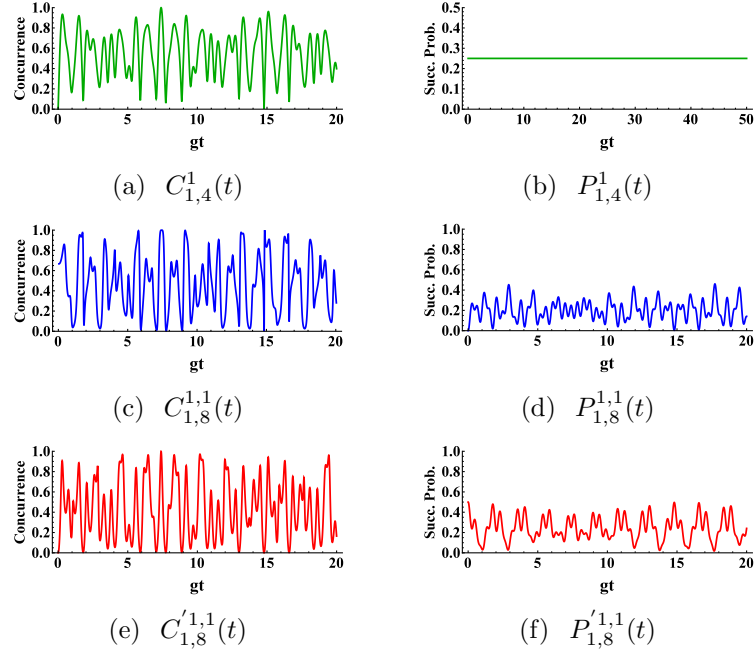 1.0
0.8
0.6
0.4
0.2
0.0
Concurrence
0 5 10 15 20
gt
(a) $C^{1}_{1,4}(t)$
0.5
0.4
0.3
0.2
0.1
0.0
Succ. Prob.
0 10 20 30 40 50
gt
(b) $P^{1}_{1,4}(t)$
1.0
0.8
0.6
0.4
0.2
0.0
Concurrence
0 5 10 15 20
gt
(c) $C^{1,1}_{1,8}(t)$
1.0
0.8
0.6
0.4
0.2
0.0
Succ. Prob.
0 5 10 15 20
gt
(d) $P^{1,1}_{1,8}(t)$
1.0
0.8
0.6
0.4
0.2
0.0
Concurrence
0 5 10 15 20
gt
(e) $C^{'1,1}_{1,8}(t)$
1.0
0.8
0.6
0.4
0.2
0.0
Succ. Prob.
0 5 10 15 20
gt
(f) $P^{'1,1}_{1,8}(t)$